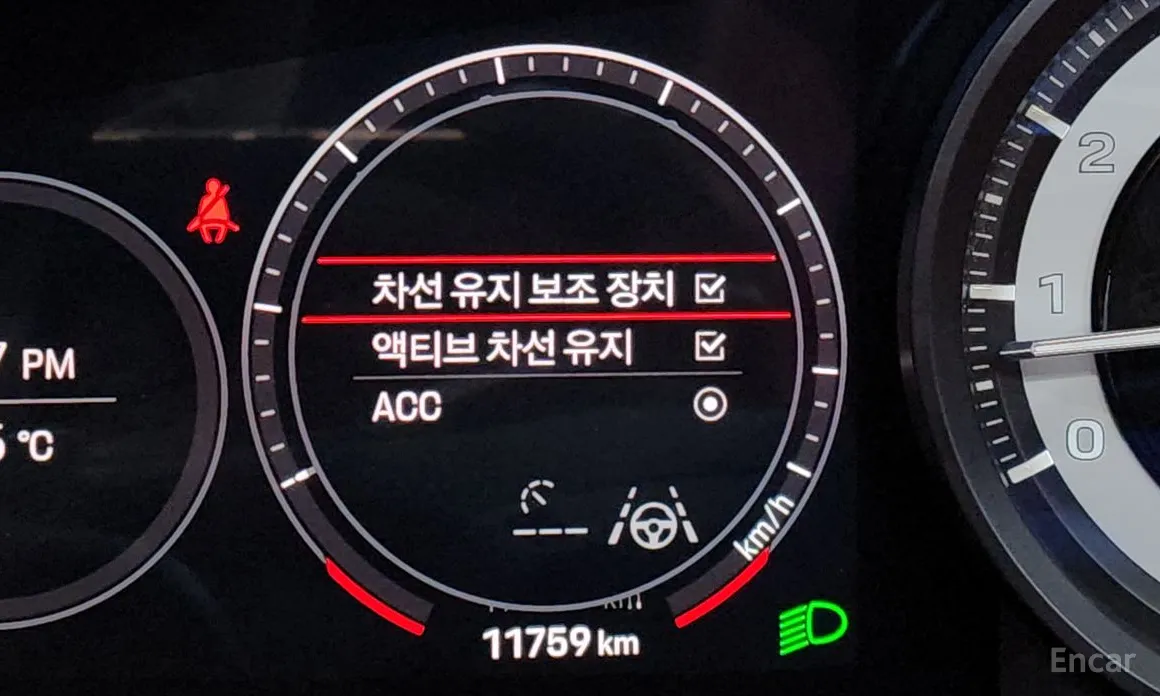 PM
°C
차선 유지 보조 장치
액티브 차선 유지
ACC
km/h
11759 km
2
1
0
Encar